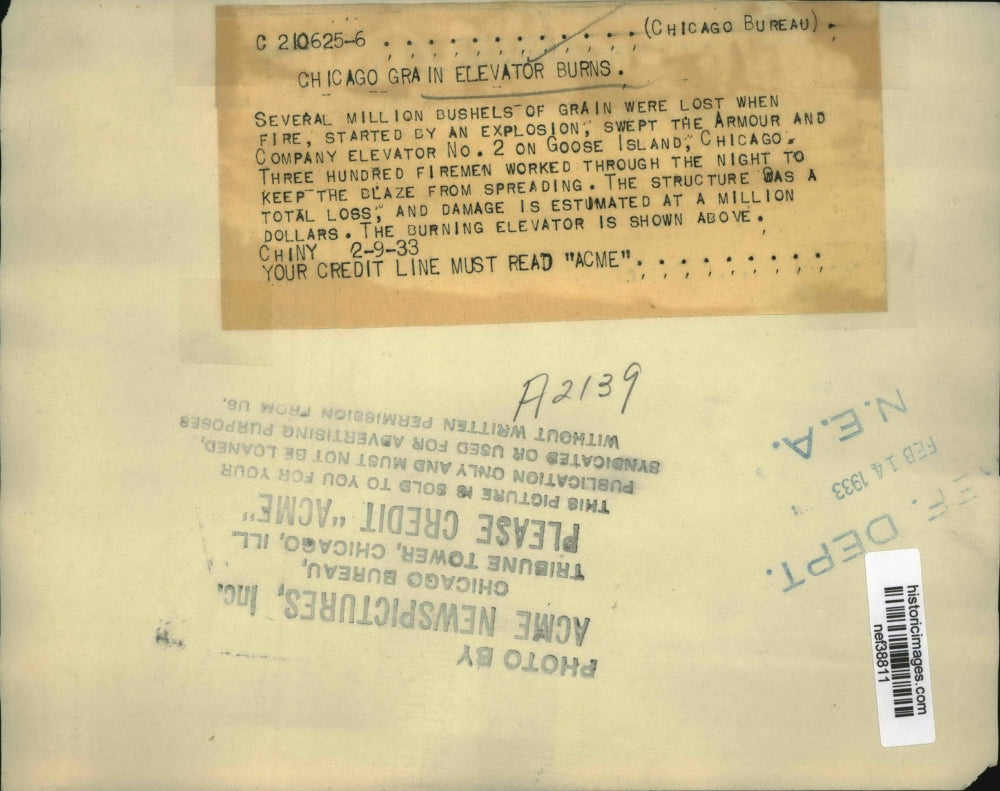 C 210625-6 . . . . . . . . . . . . . (CHICAGO BUREAU) .
CHICAGO GRAIN ELEVATOR BURNS.
SEVERAL MILLION BUSHELS OF GRAIN WERE LOST WHEN
FIRE, STARTED BY AN EXPLOSION, SWEPT THE ARMOUR AND
COMPANY ELEVATOR NO. 2 ON GOOSE ISLAND, CHICAGO.
THREE HUNDRED FIREMEN WORKED THROUGH THE NIGHT TO
KEEP THE BLAZE FROM SPREADING. THE STRUCTURE WAS A
TOTAL LOSS, AND DAMAGE IS ESTUMATED AT A MILLION
DOLLARS. THE BURNING ELEVATOR IS SHOWN ABOVE.
CHINY 2-9-33
YOUR CREDIT LINE MUST READ "ACME". . . . . . . . .
A2139
PHOTO BY
ACME NEWSPICTURES, Inc.
CHICAGO BUREAU,
TRIBUNE TOWER, CHICAGO, ILL.
PLEASE CREDIT "ACME"
THIS PICTURE IS SOLD TO YOU FOR YOUR
PUBLICATION ONLY AND MUST NOT BE LOANED,
SYNDICATED OR USED FOR ADVERTISING PURPOSES
WITHOUT WRITTEN PERMISSION FROM US.
DEPT.
FEB 14 1933
N.E.A.
historicimages.com
nef38811